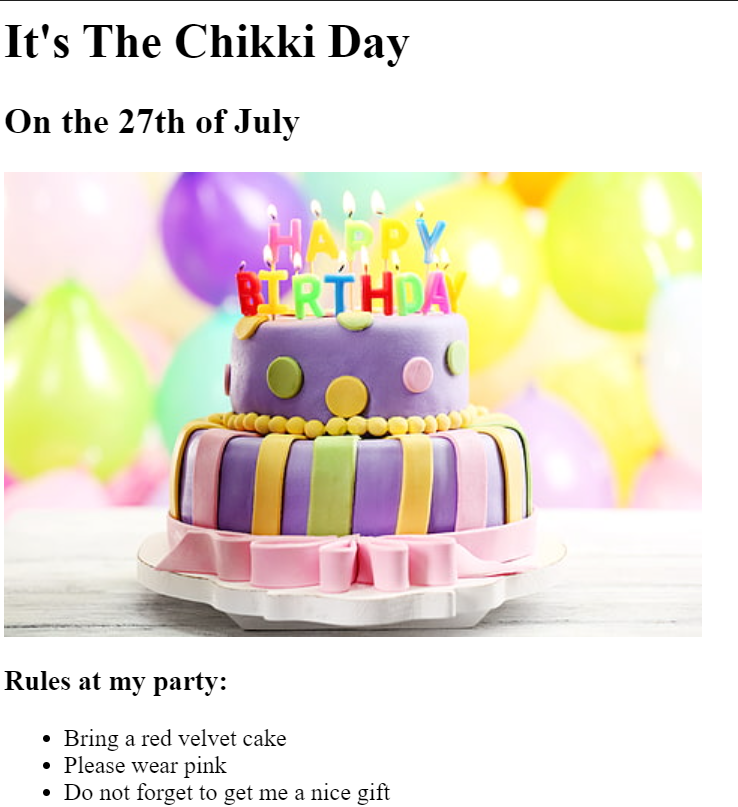 It's The Chikki Day
On the 27th of July
HAPPY
BIRTHDAY
Rules at my party:
Bring a red velvet cake
Please wear pink
Do not forget to get me a nice gift